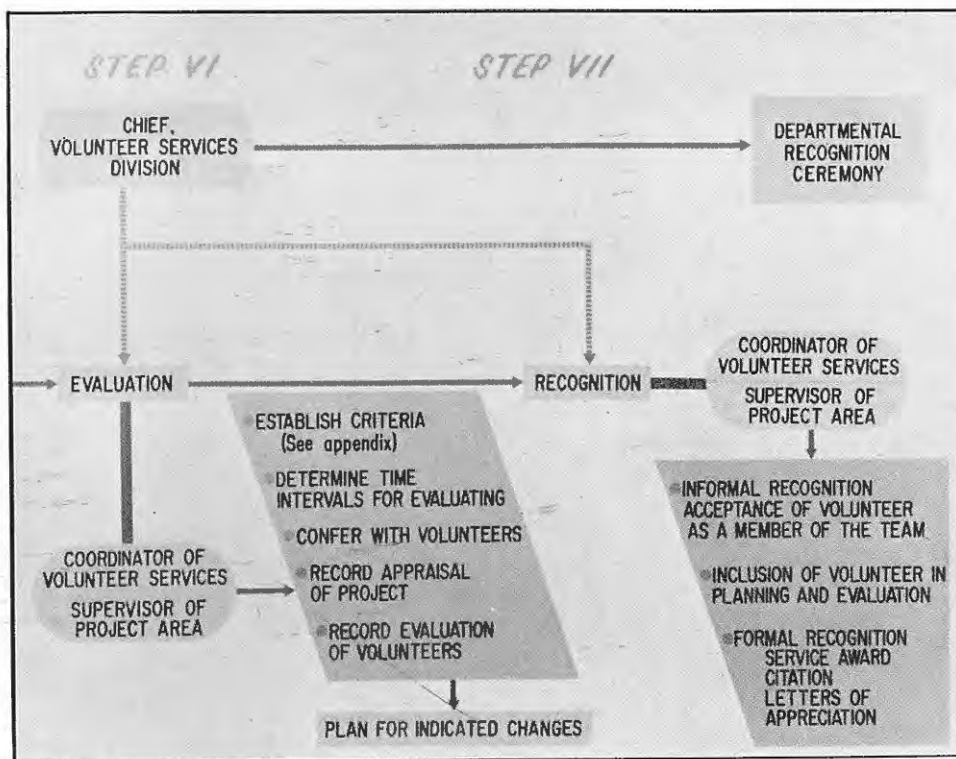 STEP VI
STEP VII
CHIEF,
VOLUNTEER SERVICES
DIVISION
DEPARTMENTAL
RECOGNITION
CEREMONY
EVALUATION
RECOGNITION
COORDINATOR OF
VOLUNTEER SERVICES
SUPERVISOR OF
PROJECT AREA
ESTABLISH CRITERIA
(See appendix)
DETERMINE TIME
INTERVALS FOR EVALUATING
CONFER WITH VOLUNTEERS
RECORD APPRAISAL
OF PROJECT
RECORD EVALUATION
OF VOLUNTEERS
PLAN FOR INDICATED CHANGES
COORDINATOR OF
VOLUNTEER SERVICES
SUPERVISOR OF
PROJECT AREA
INFORMAL RECOGNITION
ACCEPTANCE OF VOLUNTEER
AS A MEMBER OF THE TEAM
INCLUSION OF VOLUNTEER IN
PLANNING AND EVALUATION
FORMAL RECOGNITION
SERVICE AWARD
CITATION
LETTERS OF
APPRECIATION